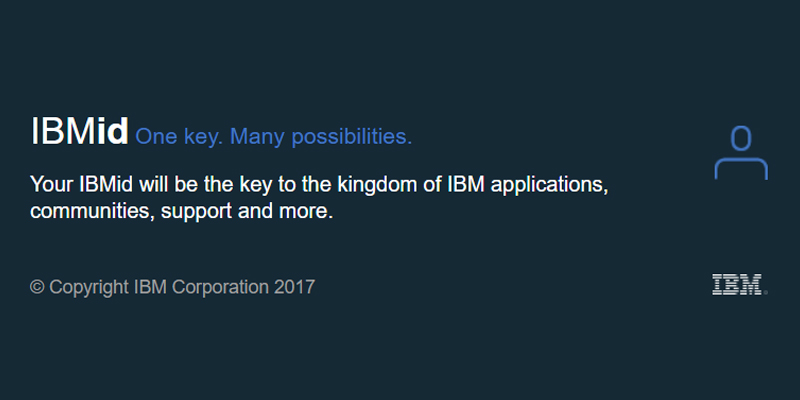 IBMid One key. Many possibilities.
Your IBMid will be the key to the kingdom of IBM applications,
communities, support and more.
© Copyright IBM Corporation 2017
IBM